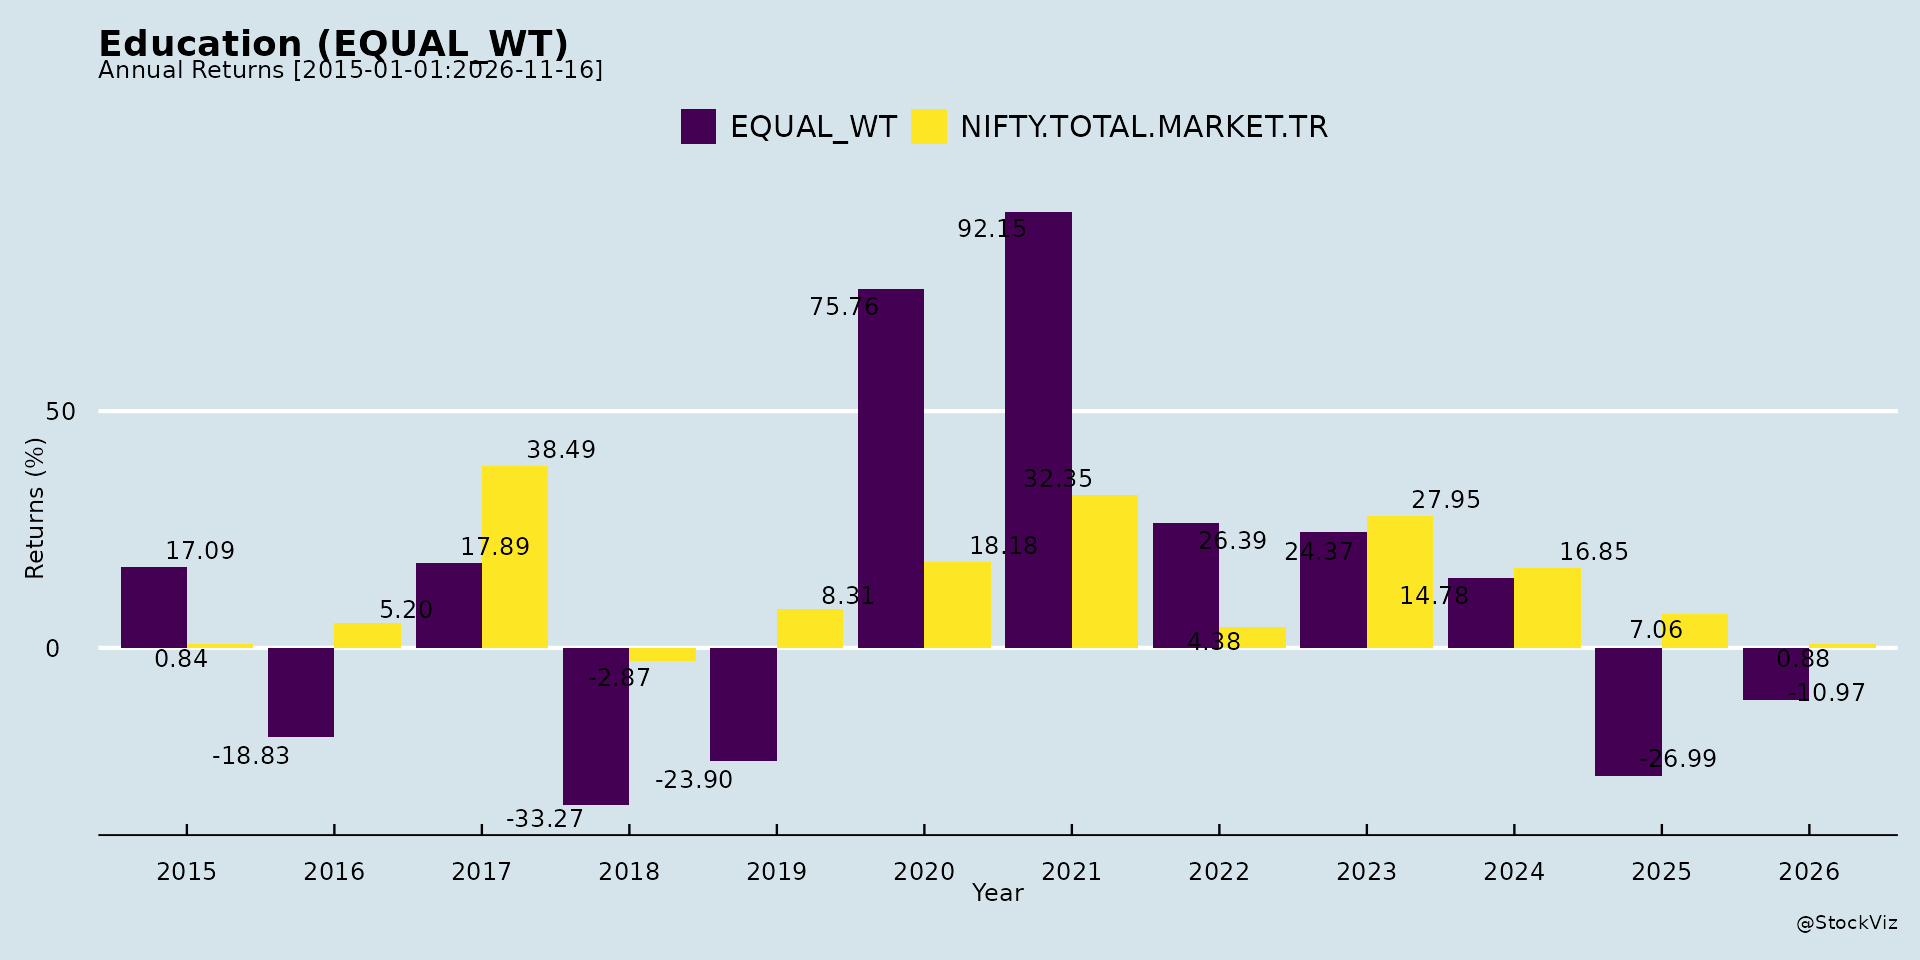 Education (EQUAL_WT)
Annual Returns [2015-01-01:2026-11-16]
EQUAL_WT NIFTY.TOTAL.MARKET.TR
92.15
75.76
50
38.49
32.35
27.95
17.09 17.89 18.18 26.39 24.37 16.85
5.20 8.31 14.78
7.06
4.38
0
0.84 0.88
-2.87
-10.97
-18.83 -26.99
-23.90
-33.27
Returns (%)
2015 2016 2017 2018 2019 2020 2021 2022 2023 2024 2025 2026
Year
@StockViz